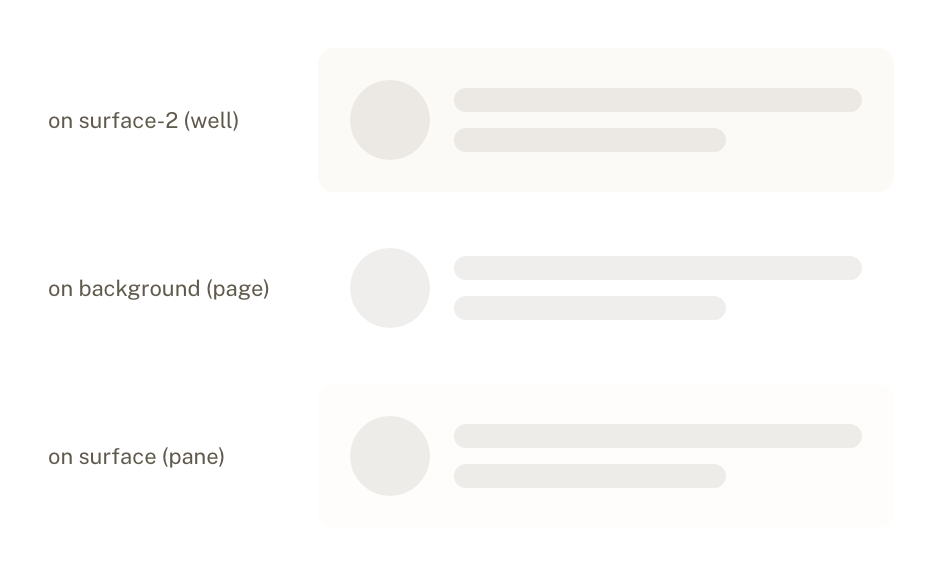 on surface-2 (well)
on background (page)
on surface (pane)